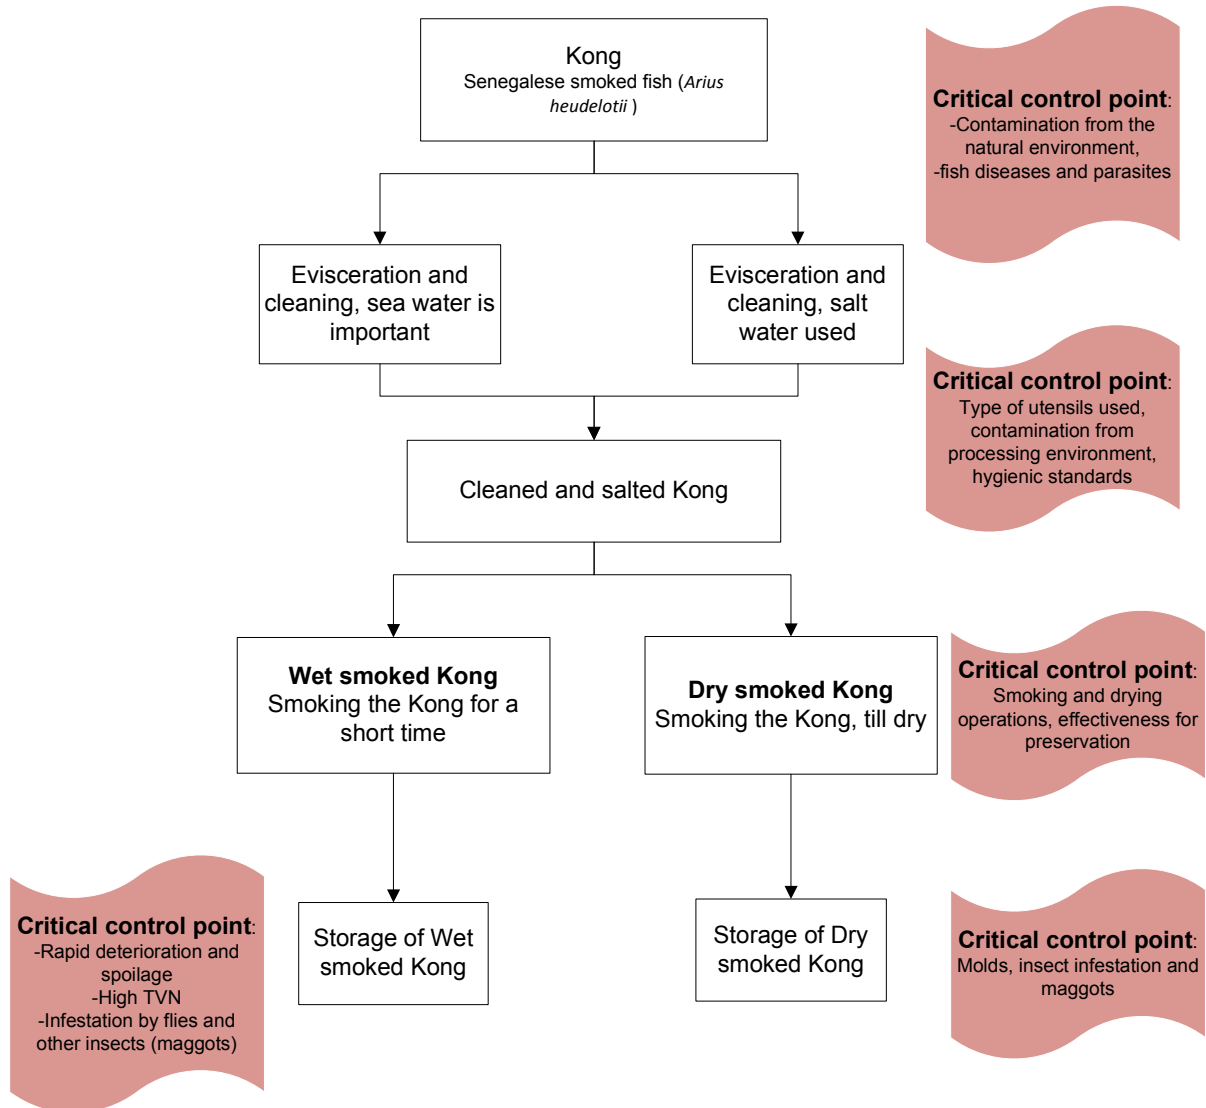 Kong
Senegalese smoked fish (Arius
heudelotii )
Critical control point:
-Contamination from the
natural environment,
-fish diseases and parasites
Evisceration and
cleaning, sea water is
important
Evisceration and
cleaning, salt
water used
Critical control point:
Type of utensils used,
contamination from
processing environment,
hygienic standards
Cleaned and salted Kong
Wet smoked Kong
Smoking the Kong for a
short time
Dry smoked Kong
Smoking the Kong, till dry
Critical control point:
Smoking and drying
operations, effectiveness for
preservation
Critical control point:
-Rapid deterioration and
spoilage
-High TVN
-Infestation by flies and
other insects (maggots)
Storage of Wet
smoked Kong
Storage of Dry
smoked Kong
Critical control point:
Molds, insect infestation and
maggots